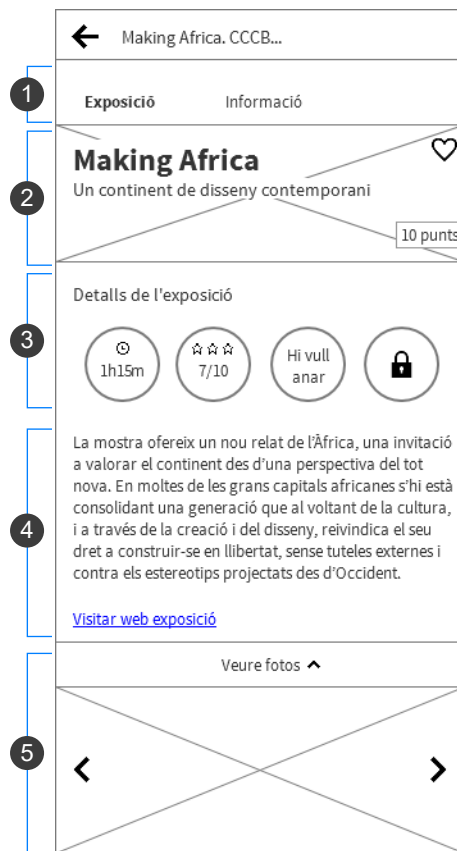 Making Africa. CCCB...
1
Exposició
Informació
2
Making Africa
Un continent de disseny contemporani
10 punts
3
Detalls de l'exposició
1h15m
7/10
Hi vull
anar
4
La mostra ofereix un nou relat de l'Àfrica, una invitació
a valorar el continent des d'una perspectiva del tot
nova. En moltes de les grans capitals africanes s'hi està
consolidant una generació que al voltant de la cultura,
i a través de la creació i del disseny, reivindica el seu
dret a construir-se en llibertat, sense tuteles externes i
contra els estereotips projectats des d'Occident.
Visitar web exposició
5
Veure fotos